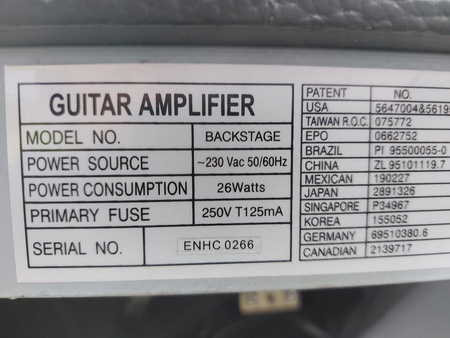 GUITAR AMPLIFIER
MODEL NO. BACKSTAGE
POWER SOURCE ~230 Vac 50/60Hz
POWER CONSUMPTION 26Watts
PRIMARY FUSE 250V T125mA
SERIAL NO. ENHC 0266
PATENT NO.
USA 5647004&5619
TAIWAN R.O.C. 075772
EPO 0662752
BRAZIL PI 95500055-0
CHINA ZL 95101119.7
MEXICAN 190227
JAPAN 2891326
SINGAPORE P34967
KOREA 155052
GERMANY 69510380.6
CANADIAN 2139717